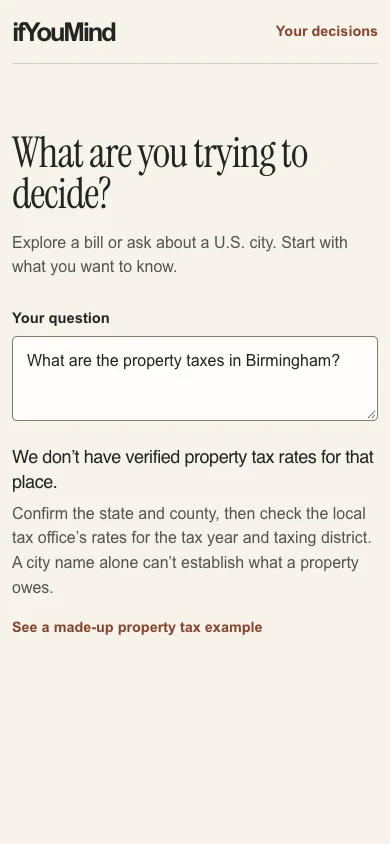 ifYouMind
Your decisions
What are you trying to
decide?
Explore a bill or ask about a U.S. city. Start with
what you want to know.
Your question
What are the property taxes in Birmingham?
We don’t have verified property tax rates for that
place.
Confirm the state and county, then check the local
tax office’s rates for the tax year and taxing district.
A city name alone can’t establish what a property
owes.
See a made-up property tax example